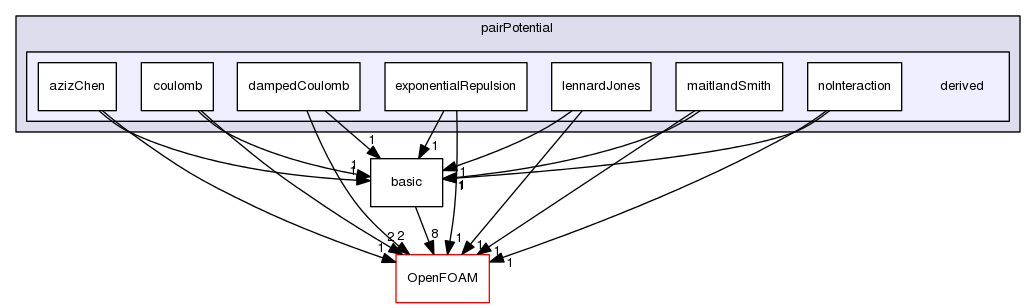 pairPotential
azizChen
coulomb
dampedCoulomb
exponentialRepulsion
lennardJones
maitlandSmith
noInteraction
derived
1
1
1
1
1
1
1
basic
2
2
8
1
1
1
1
1
OpenFOAM